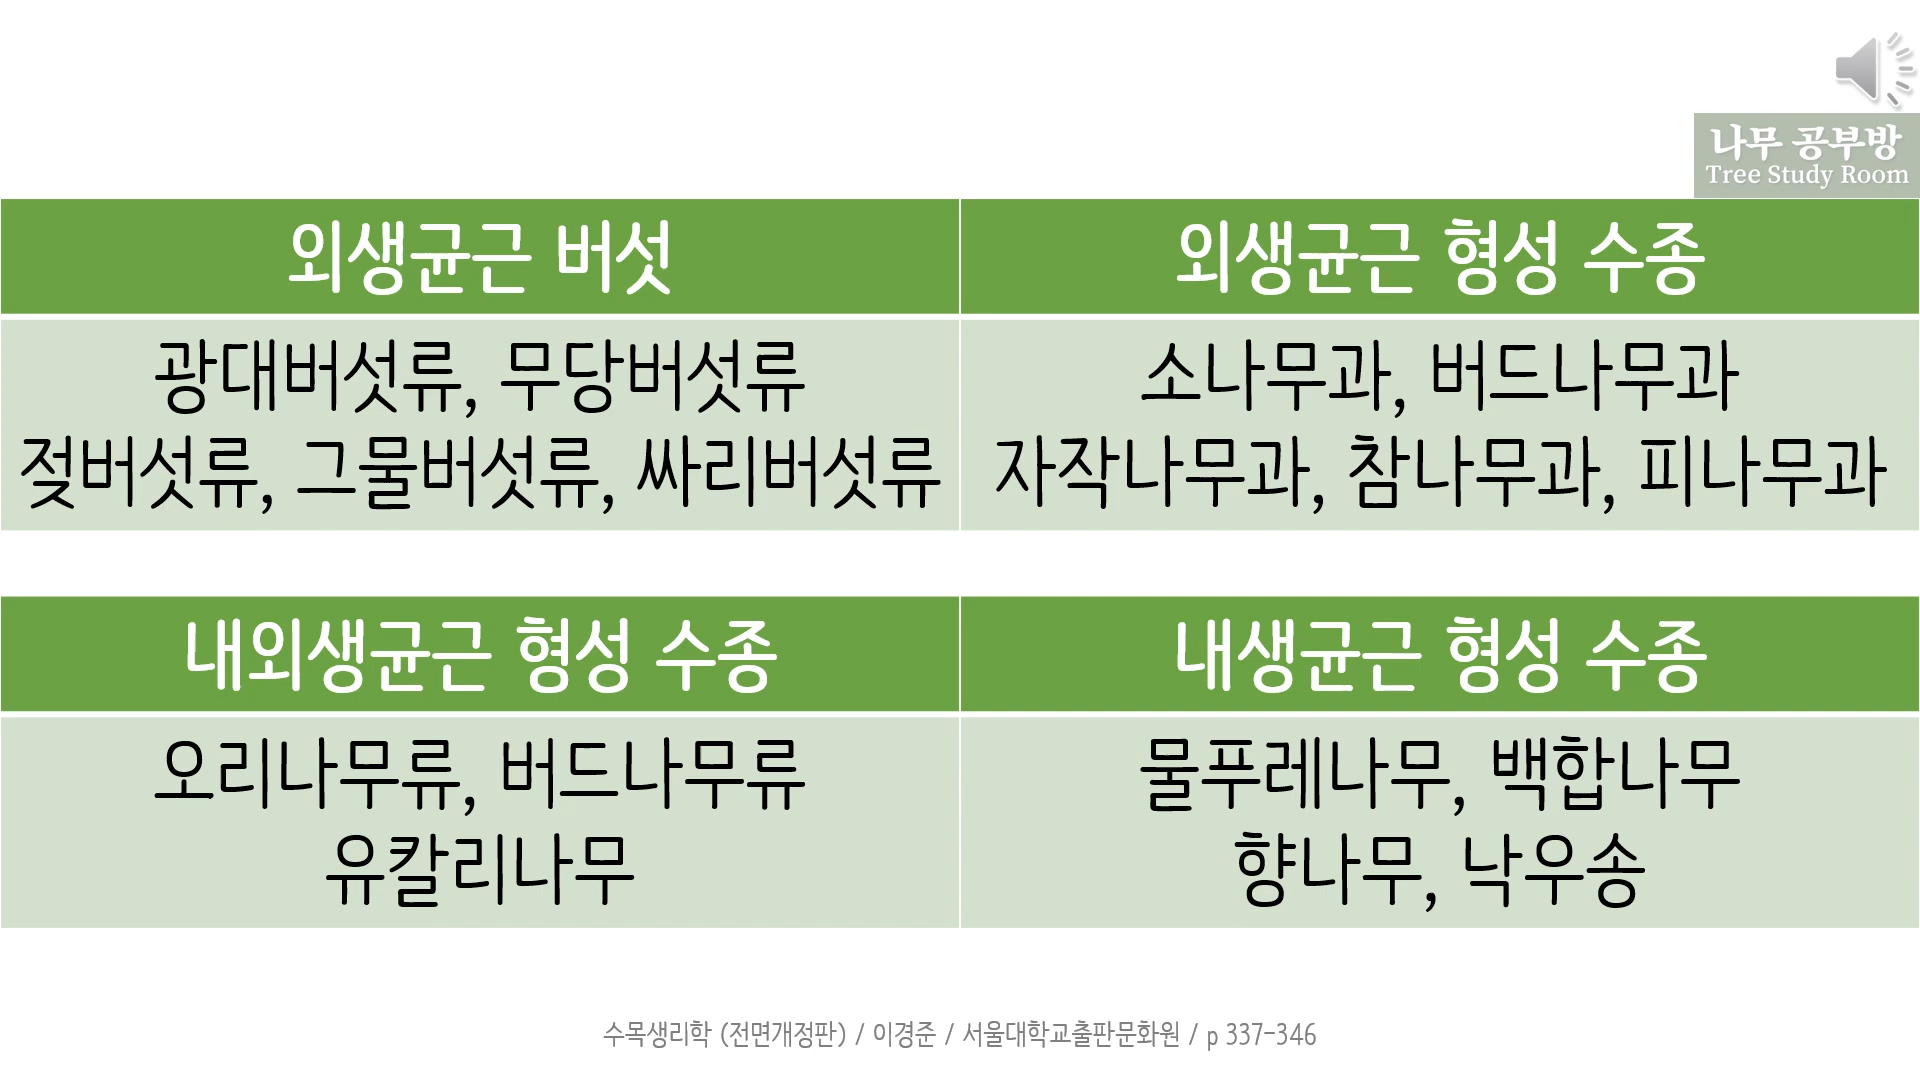 나무 공부방
Tree Study Room
외생균근 버섯
외생균근 형성 수종
광대버섯류, 무당버섯류
젖버섯류, 그물버섯류, 싸리버섯류
소나무과, 버드나무과
자작나무과, 참나무과, 피나무과
내외생균근 형성 수종
내생균근 형성 수종
오리나무류, 버드나무류
유칼리나무
물푸레나무, 백합나무
향나무, 낙우송
수목생리학 (전면개정판) / 이경준 / 서울대학교출판문화원 / p 337-346